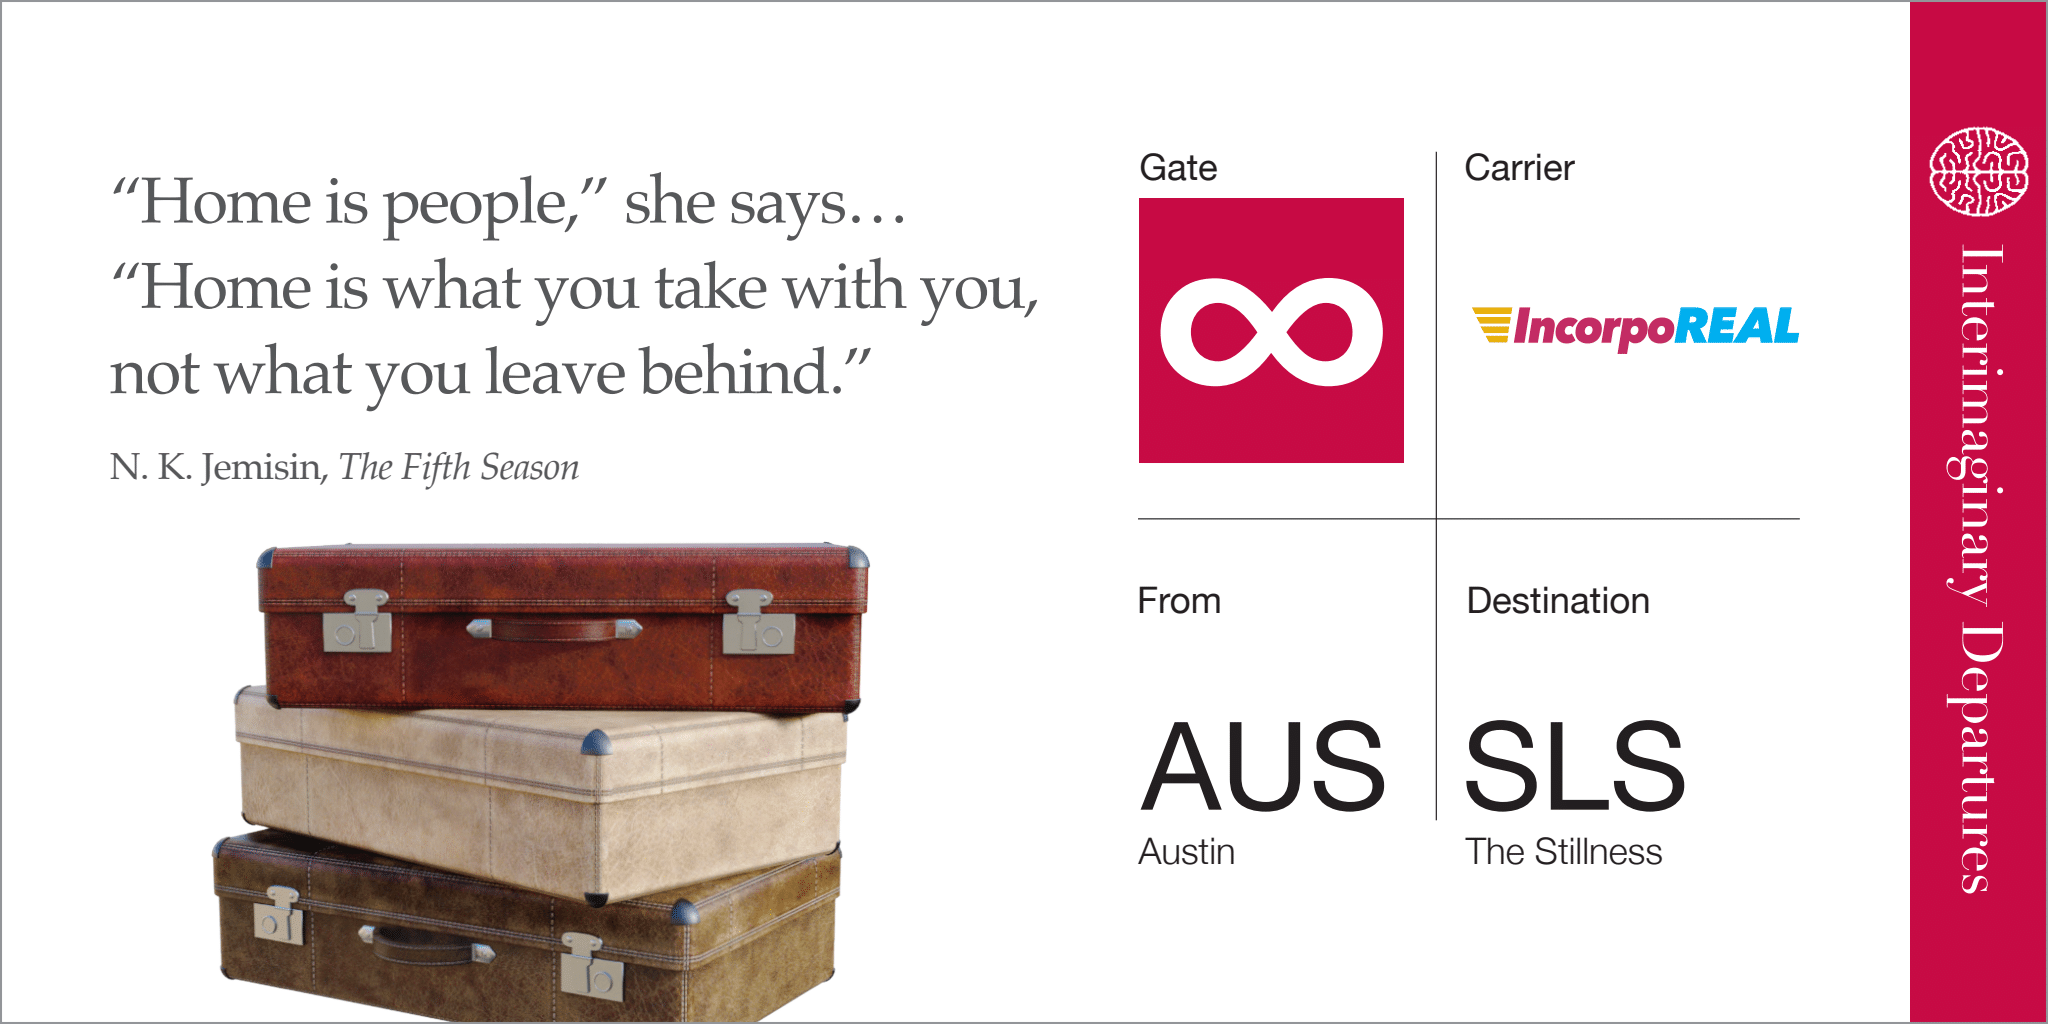 “Home is people,” she says…
“Home is what you take with you,
not what you leave behind.”
N. K. Jemisin, The Fifth Season
Gate
Carrier
IncorpoREAL
From
Destination
AUS
SLS
Austin
The Stillness
Interimaginary Departures